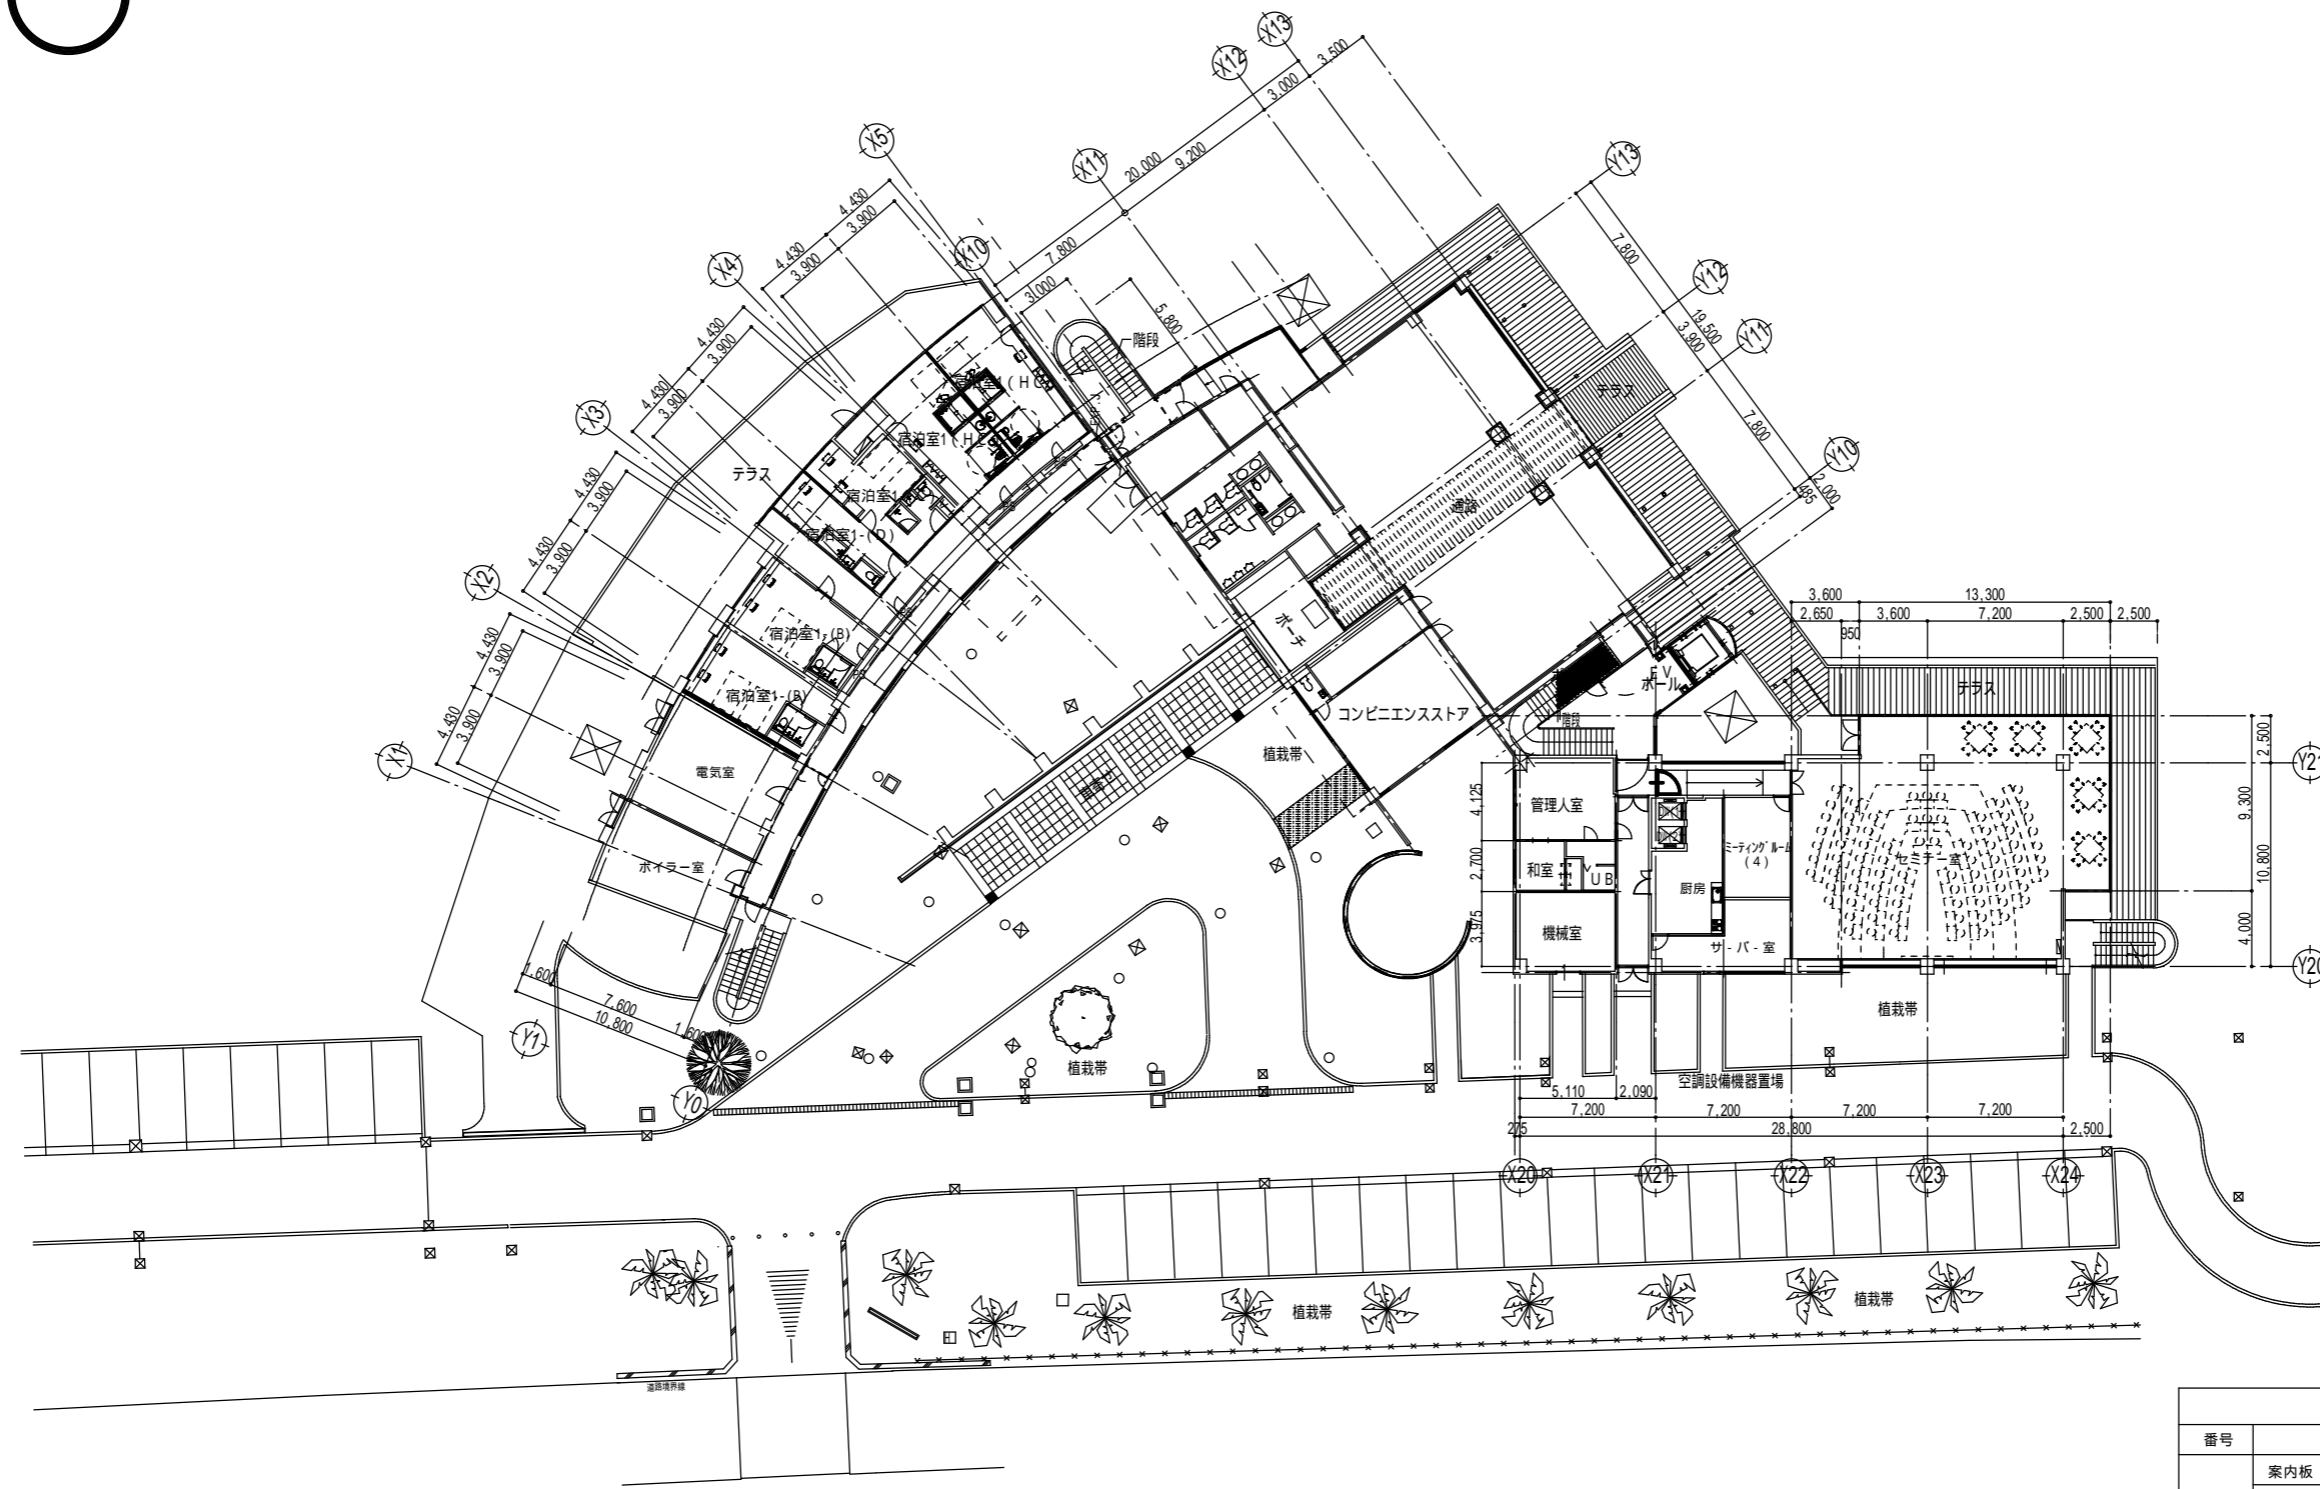 X13
X12
3,500
3,000
X5
X11
20,000
9,200
Y13
4,430
3,900
4,430
3,900
X4
X10
7,800
7,800
Y12
3,000
5,800
19,500
3,900
Y11
階段
4,430
3,900
4,430
3,900
X3
テラス
テラス
宿泊室1-(D)
通路
7,800
Y10
2,000
485
4,430
3,900
4,430
3,900
X2
宿泊室1-(B)
宿泊室1-(B)
ポーチ
3,600
13,300
2,650
3,600
7,200
2,500
2,500
950
4,430
3,900
4,430
3,900
X1
電気室
ボイラー室
コンビニエンスストア
植栽帯
階段
EV
ホール
テラス
2,500
Y21
管理人室
和室
UB
機械室
厨房
ミーティングルーム
(4)
サ-バ-室
セミナー室
4,125
2,700
3,975
9,300
10,800
4,000
Y20
1,600
7,600
10,800
1,600
Y1
Y0
植栽帯
植栽帯
空調設備機器置場
5,110
2,090
7,200
7,200
7,200
7,200
275
28,800
2,500
X20
X21
X22
X23
X24
植栽帯
植栽帯
道路境界線
番号
案内板